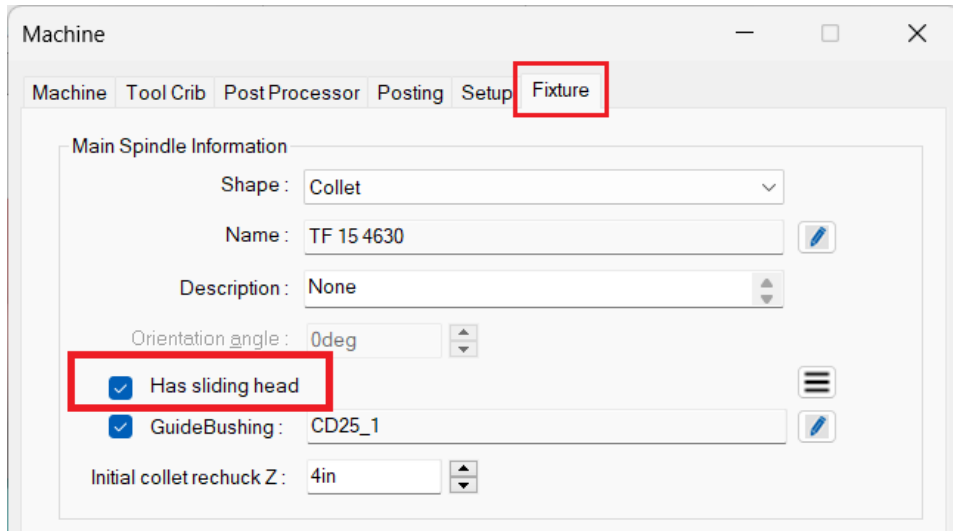 Machine
Machine Tool Crib Post Processor Posting Setup Fixture
Main Spindle Information
Shape : Collet
Name : TF 15 4630
Description : None
Orientation angle : 0deg
Has sliding head
GuideBushing : CD25_1
Initial collet rechuck Z : 4in